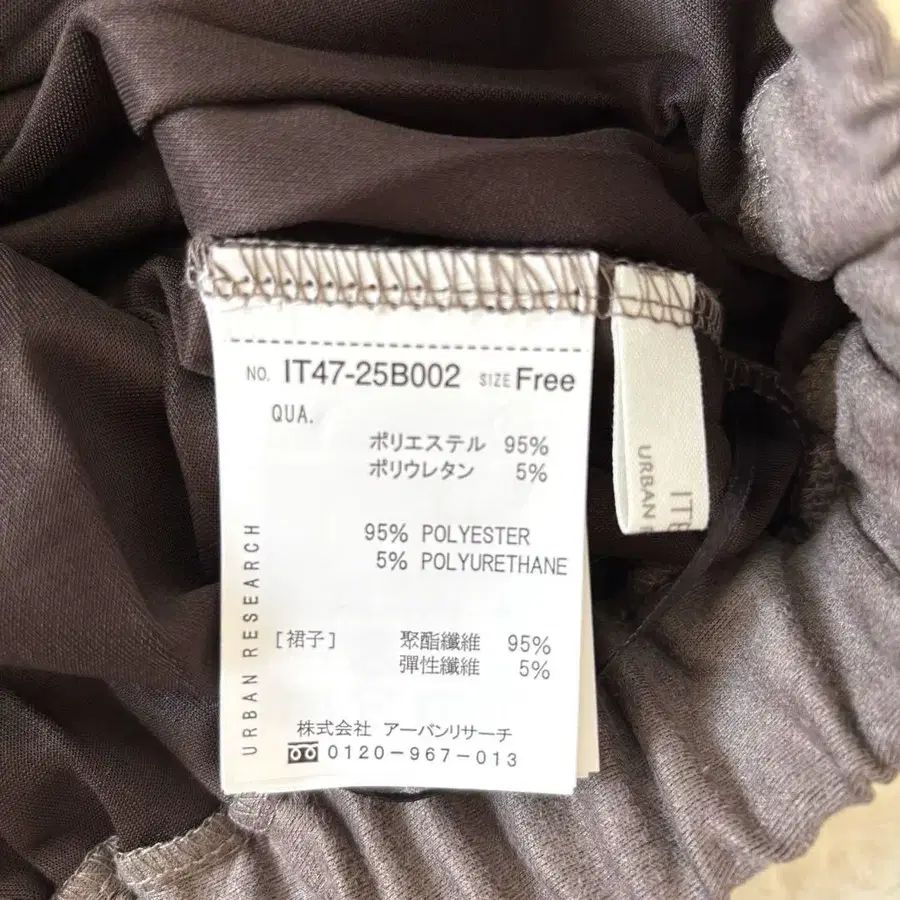 NO. IT47-25B002 SIZE Free
QUA.
ポリエステル 95%
ポリウレタン 5%
95% POLYESTER
5% POLYURETHANE
[裙子] 聚酯纖維 95%
彈性纖維 5%
株式会社 アーバンリサーチ
0120-967-013
URBAN RESEARCH
URBAN